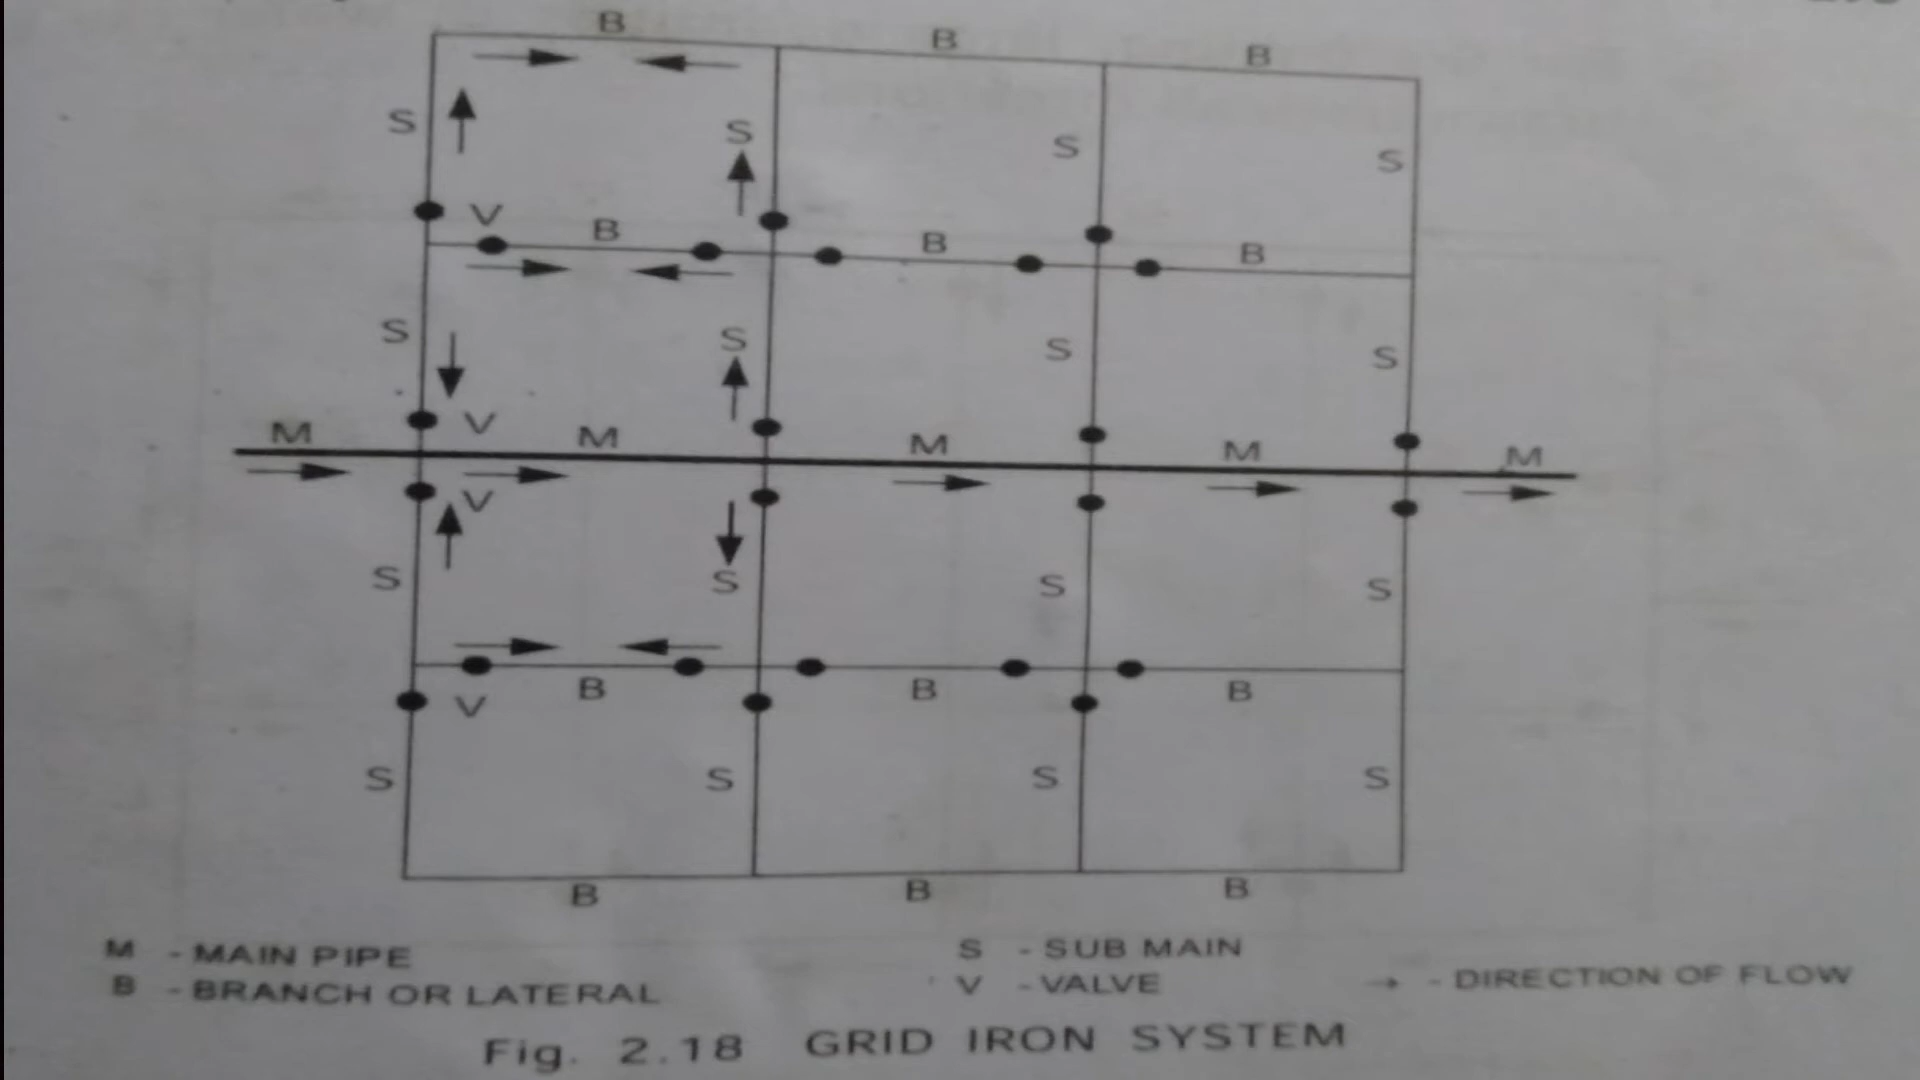 B B B
S S S S
V B B B
S S S S
V
M M M M M
V
S S S S
B B B
V
S S S S
B B B
M - MAIN PIPE S - SUB MAIN
B - BRANCH OR LATERAL V - VALVE → - DIRECTION OF FLOW
Fig. 2.18 GRID IRON SYSTEM